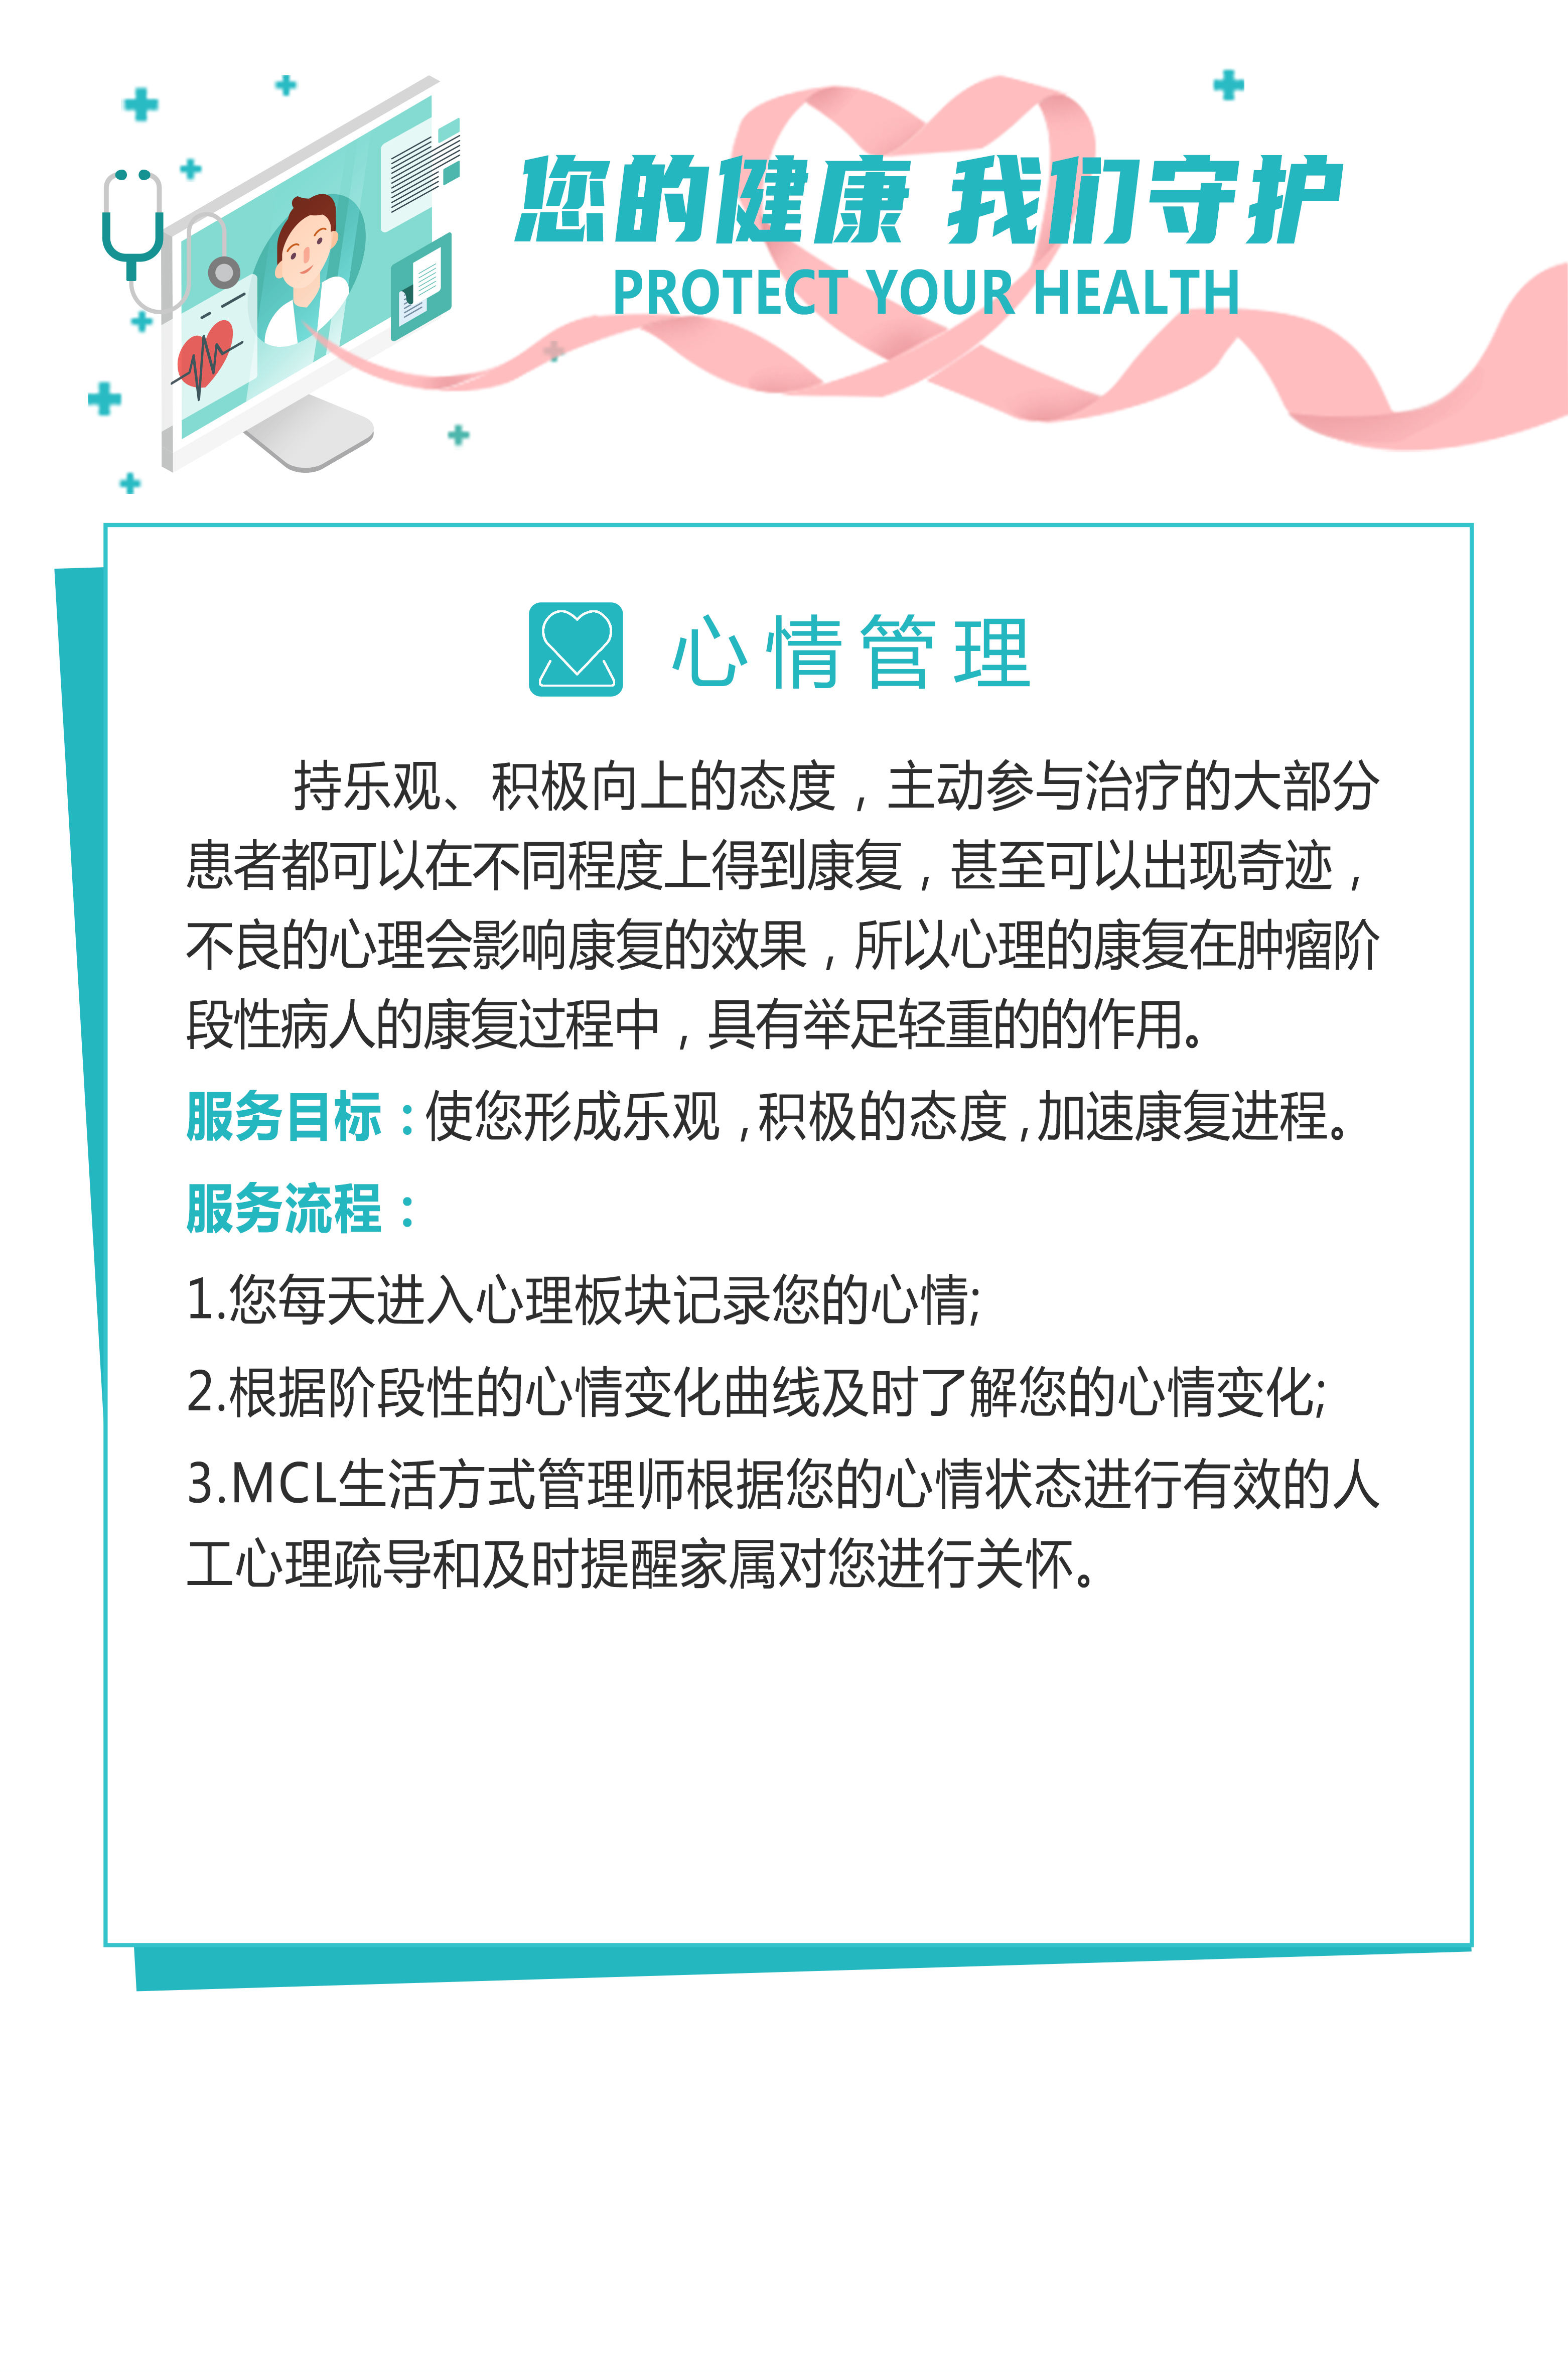 您的健康 我们守护
PROTECT YOUR HEALTH
心情管理
持乐观、积极向上的态度，主动参与治疗的大部分
患者都可以在不同程度上得到康复，甚至可以出现奇迹，
不良的心理会影响康复的效果，所以心理的康复在肿瘤阶
段性病人的康复过程中，具有举足轻重的的作用。
服务目标：使您形成乐观,积极的态度,加速康复进程。
服务流程：
1.您每天进入心理板块记录您的心情;
2.根据阶段性的心情变化曲线及时了解您的心情变化;
3.MCL生活方式管理师根据您的心情状态进行有效的人
工心理疏导和及时提醒家属对您进行关怀。